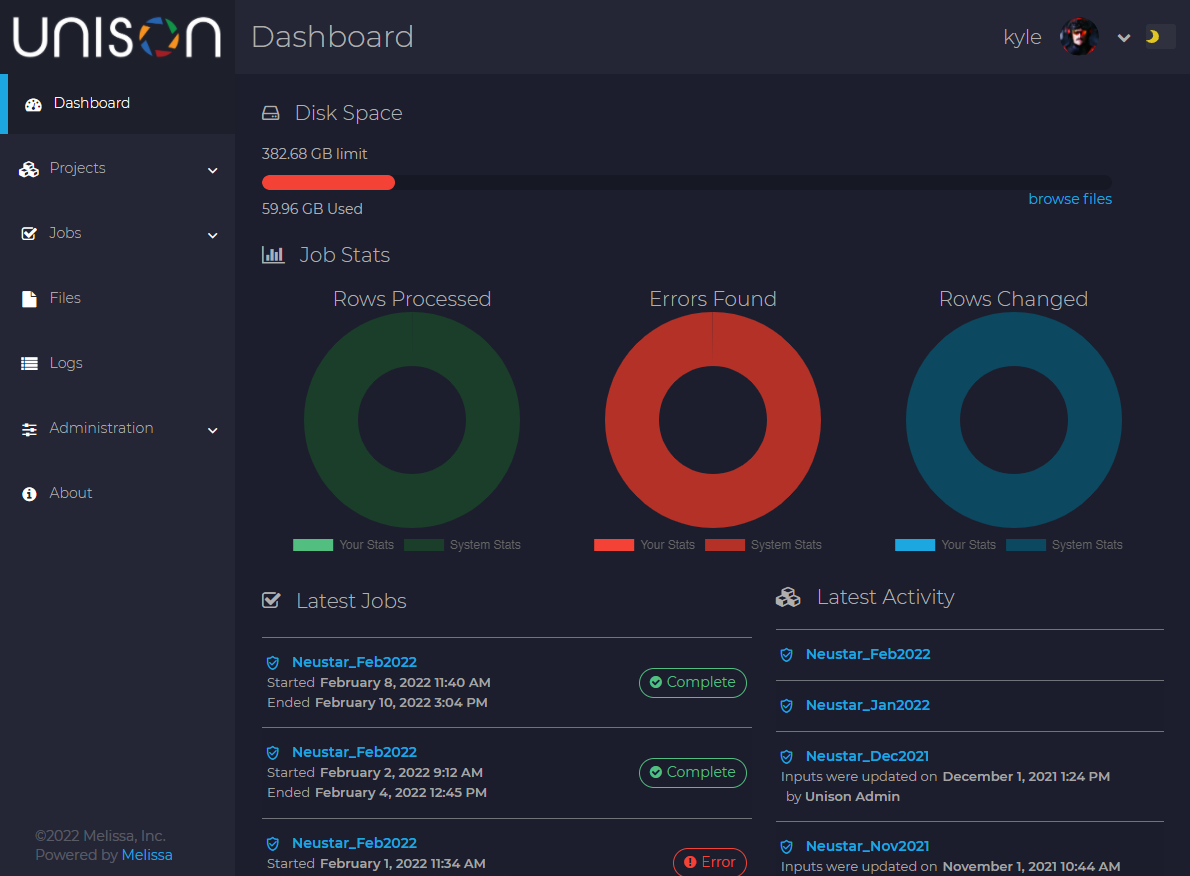 UNISON
Dashboard
kyle
Dashboard
Projects
Jobs
Files
Logs
Administration
About
©2022 Melissa, Inc.
Powered by Melissa
Disk Space
382.68 GB limit
59.96 GB Used
browse files
Job Stats
Rows Processed
Your Stats System Stats
Errors Found
Your Stats System Stats
Rows Changed
Your Stats System Stats
Latest Jobs
Neustar_Feb2022
Started February 8, 2022 11:40 AM
Ended February 10, 2022 3:04 PM
Complete
Neustar_Feb2022
Started February 2, 2022 9:12 AM
Ended February 4, 2022 12:45 PM
Complete
Neustar_Feb2022
Started February 1, 2022 11:34 AM
Error
Latest Activity
Neustar_Feb2022
Neustar_Jan2022
Neustar_Dec2021
Inputs were updated on December 1, 2021 1:24 PM
by Unison Admin
Neustar_Nov2021
Inputs were updated on November 1, 2021 10:44 AM